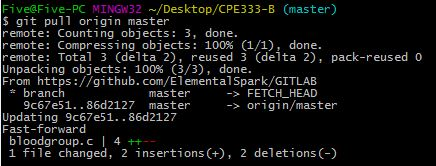 Five@Five-PC MINGW32 ~/Desktop/CPE333-B (master)
$ git pull origin master
remote: Counting objects: 3, done.
remote: Compressing objects: 100% (1/1), done.
remote: Total 3 (delta 2), reused 3 (delta 2), pack-reused 0
Unpacking objects: 100% (3/3), done.
From https://github.com/ElementalSpark/GITLAB
* branch master -> FETCH_HEAD
9c67e51..86d2127 master -> origin/master
Updating 9c67e51..86d2127
Fast-forward
bloodgroup.c | 4 ++--
1 file changed, 2 insertions(+), 2 deletions(-)